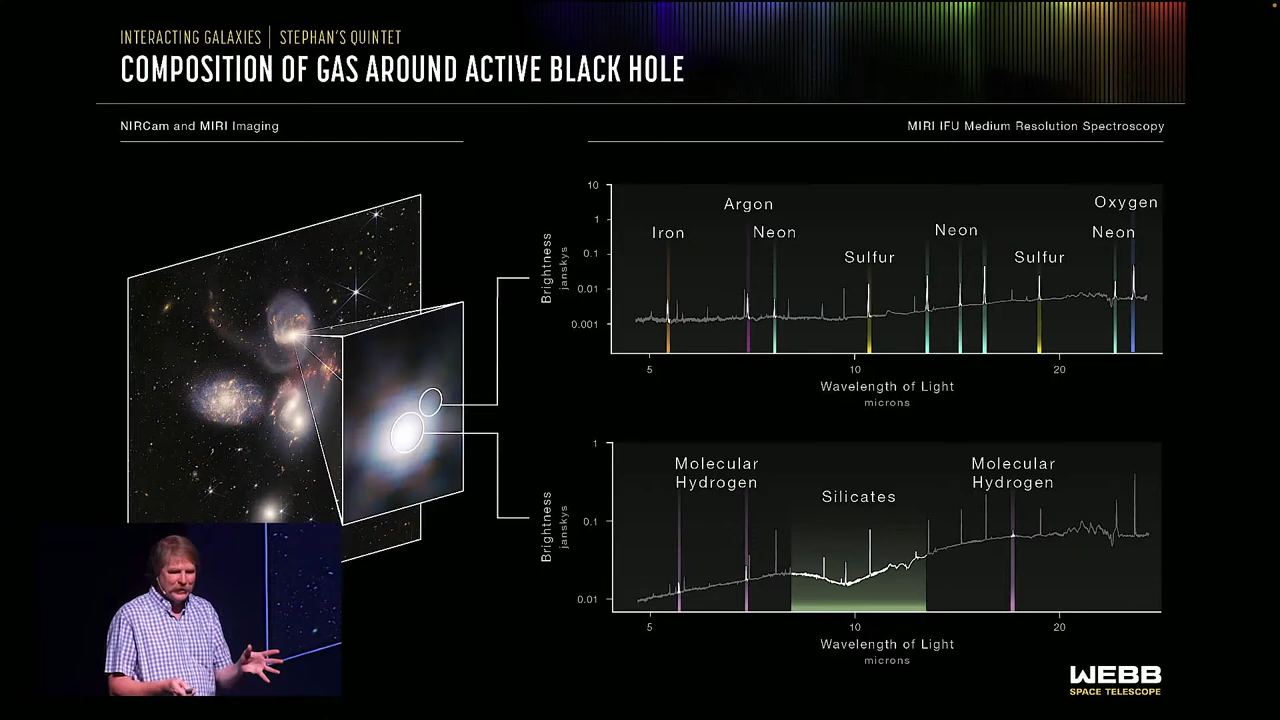 INTERACTING GALAXIES | STEPHAN'S QUINTET
COMPOSITION OF GAS AROUND ACTIVE BLACK HOLE
NIRCam and MIRI Imaging
MIRI IFU Medium Resolution Spectroscopy
10
1
0.1
0.01
0.001
Brightness
janskys
Argon
Oxygen
Iron
Neon
Neon
Neon
Sulfur
Sulfur
5
10
20
Wavelength of Light
microns
1
0.1
0.01
Brightness
janskys
Molecular
Hydrogen
Silicates
Molecular
Hydrogen
5
10
20
Wavelength of Light
microns
WEBB
SPACE TELESCOPE